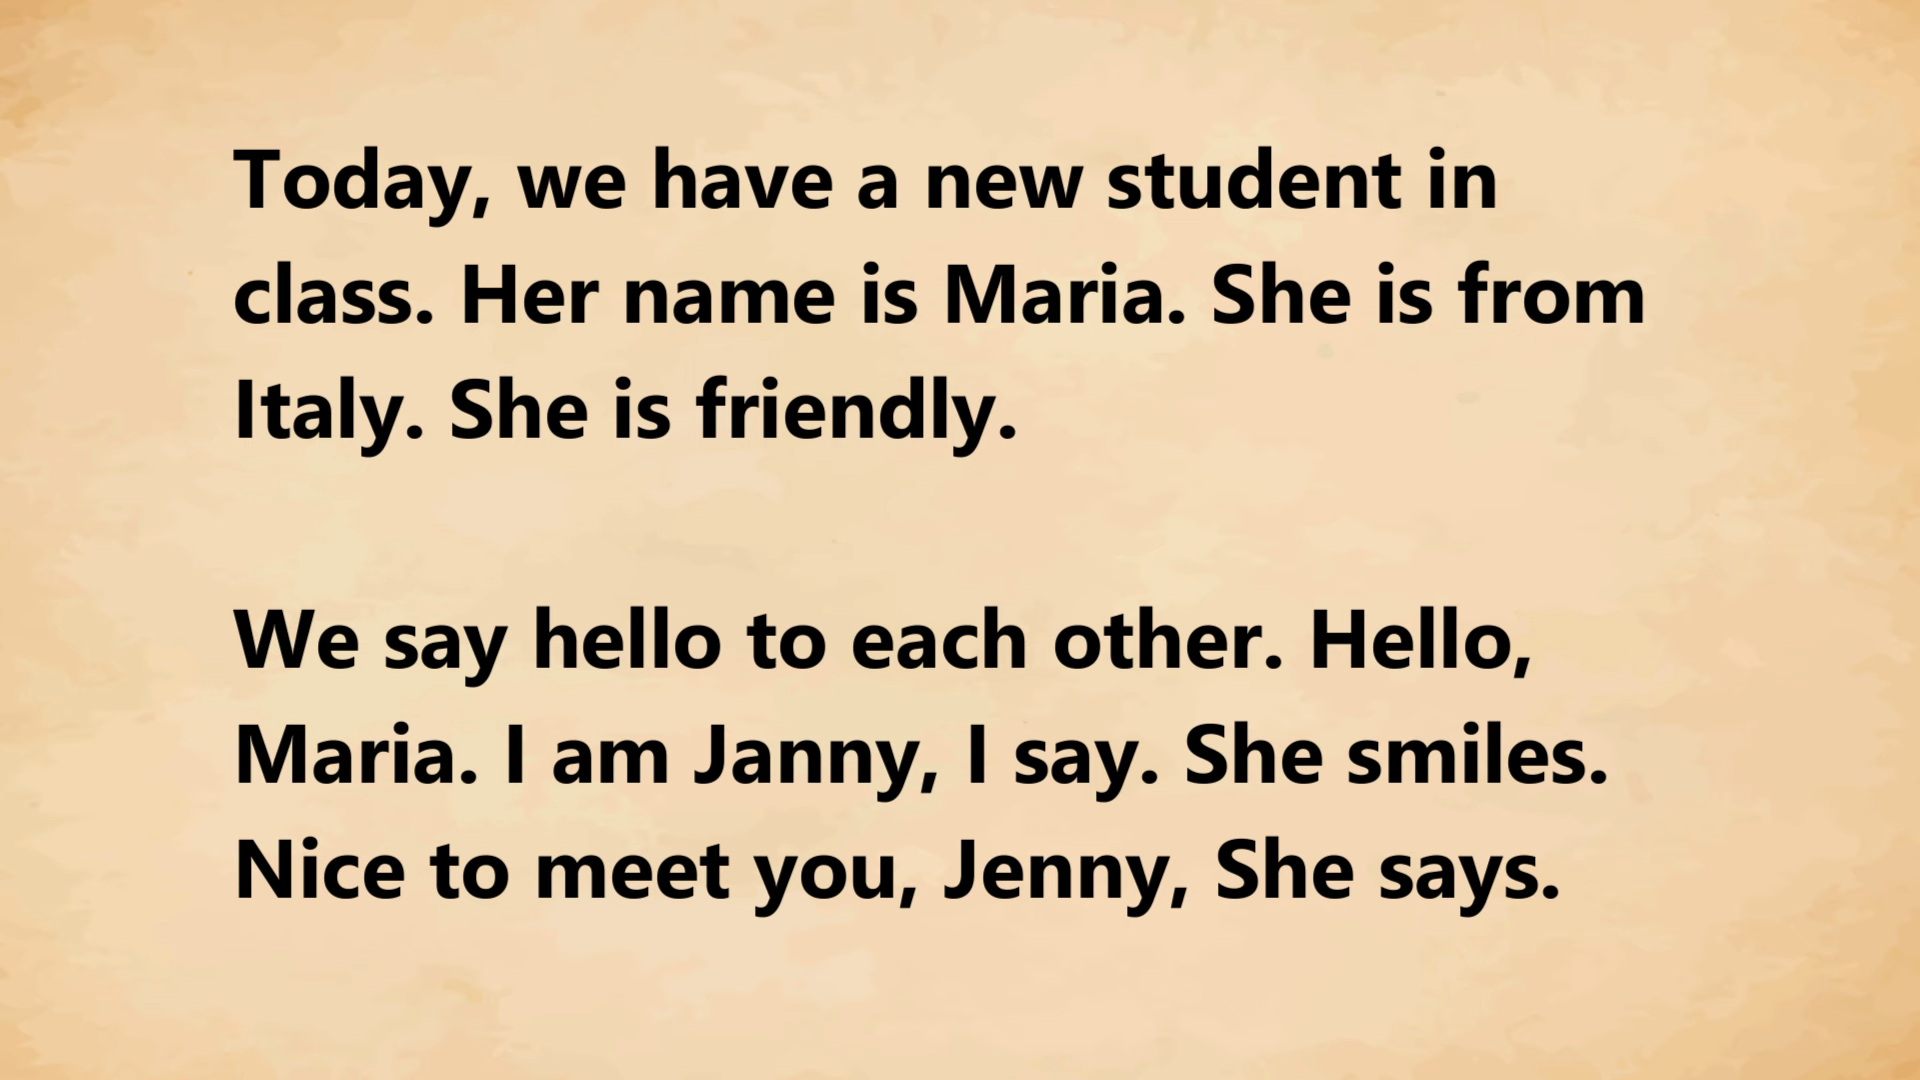 Today, we have a new student in
class. Her name is Maria. She is from
Italy. She is friendly.
We say hello to each other. Hello,
Maria. I am Janny, I say. She smiles.
Nice to meet you, Jenny, She says.